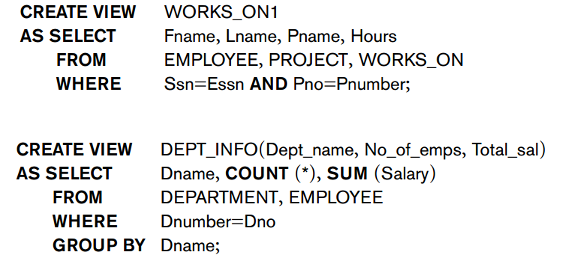 CREATE VIEW WORKS_ON1
AS SELECT Fname, Lname, Pname, Hours
FROM EMPLOYEE, PROJECT, WORKS_ON
WHERE Ssn=Essn AND Pno=Pnumber;
CREATE VIEW DEPT_INFO(Dept_name, No_of_emps, Total_sal)
AS SELECT Dname, COUNT (*), SUM (Salary)
FROM DEPARTMENT, EMPLOYEE
WHERE Dnumber=Dno
GROUP BY Dname;